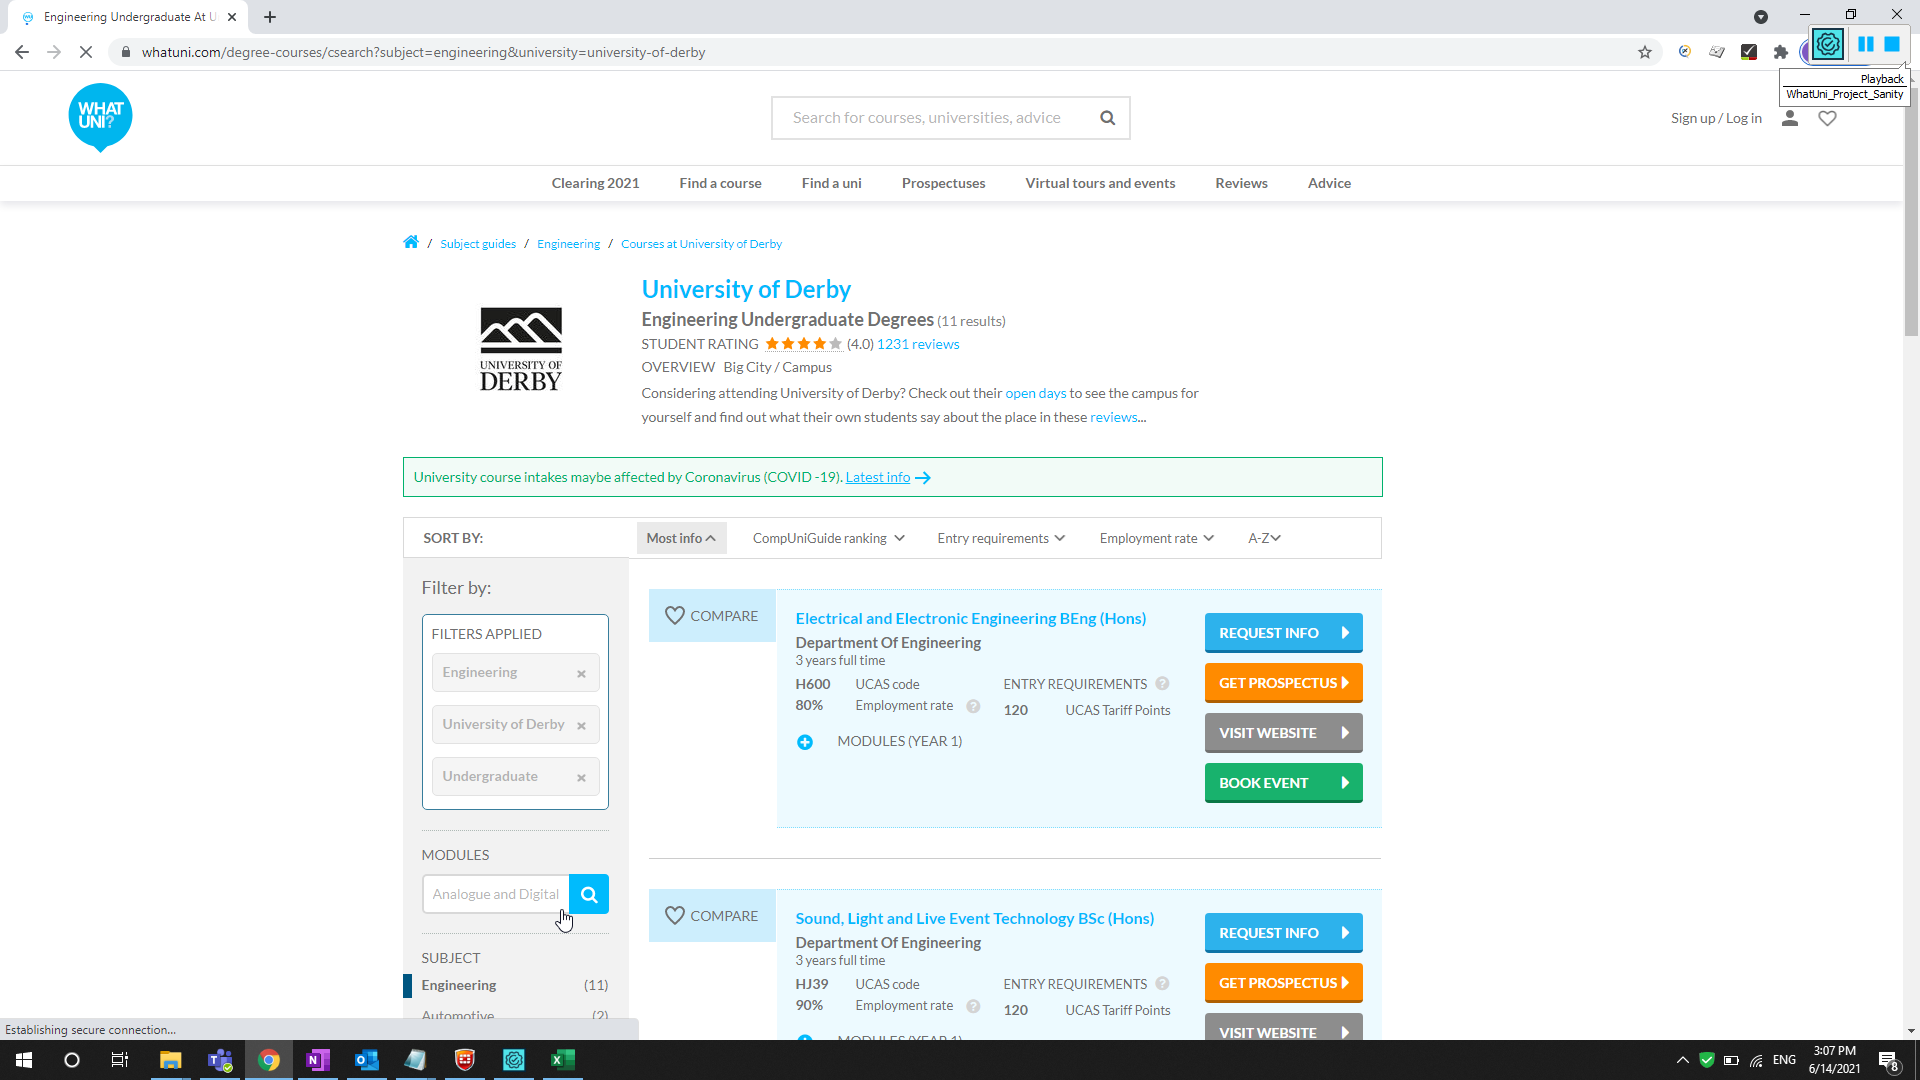 Engineering Undergraduate At U
whatuni.com/degree-courses/csearch?subject=engineering&university=university-of-derby
Playback
WhatUni_Project_Sanity
WHAT
UNI?
Search for courses, universities, advice
Sign up / Log in
Clearing 2021 Find a course Find a uni Prospectuses Virtual tours and events Reviews Advice
/ Subject guides / Engineering / Courses at University of Derby
UNIVERSITY OF
DERBY
University of Derby
Engineering Undergraduate Degrees (11 results)
STUDENT RATING (4.0) 1231 reviews
OVERVIEW Big City / Campus
Considering attending University of Derby? Check out their open days to see the campus for
yourself and find out what their own students say about the place in these reviews...
University course intakes maybe affected by Coronavirus (COVID -19). Latest info
SORT BY: Most info CompUniGuide ranking Entry requirements Employment rate A-Z
Filter by:
FILTERS APPLIED
Engineering ×
University of Derby ×
Undergraduate ×
MODULES
Analogue and Digital
SUBJECT
Engineering (11)
Automotive (2)
COMPARE
Electrical and Electronic Engineering BEng (Hons)
Department Of Engineering
3 years full time
H600 UCAS code ENTRY REQUIREMENTS ?
80% Employment rate ? 120 UCAS Tariff Points
MODULES (YEAR 1)
REQUEST INFO
GET PROSPECTUS
VISIT WEBSITE
BOOK EVENT
COMPARE
Sound, Light and Live Event Technology BSc (Hons)
Department Of Engineering
3 years full time
HJ39 UCAS code ENTRY REQUIREMENTS ?
90% Employment rate ? 120 UCAS Tariff Points
MODULES (YEAR 1)
REQUEST INFO
GET PROSPECTUS
VISIT WEBSITE
Establishing secure connection...
ENG
3:07 PM
6/14/2021
8